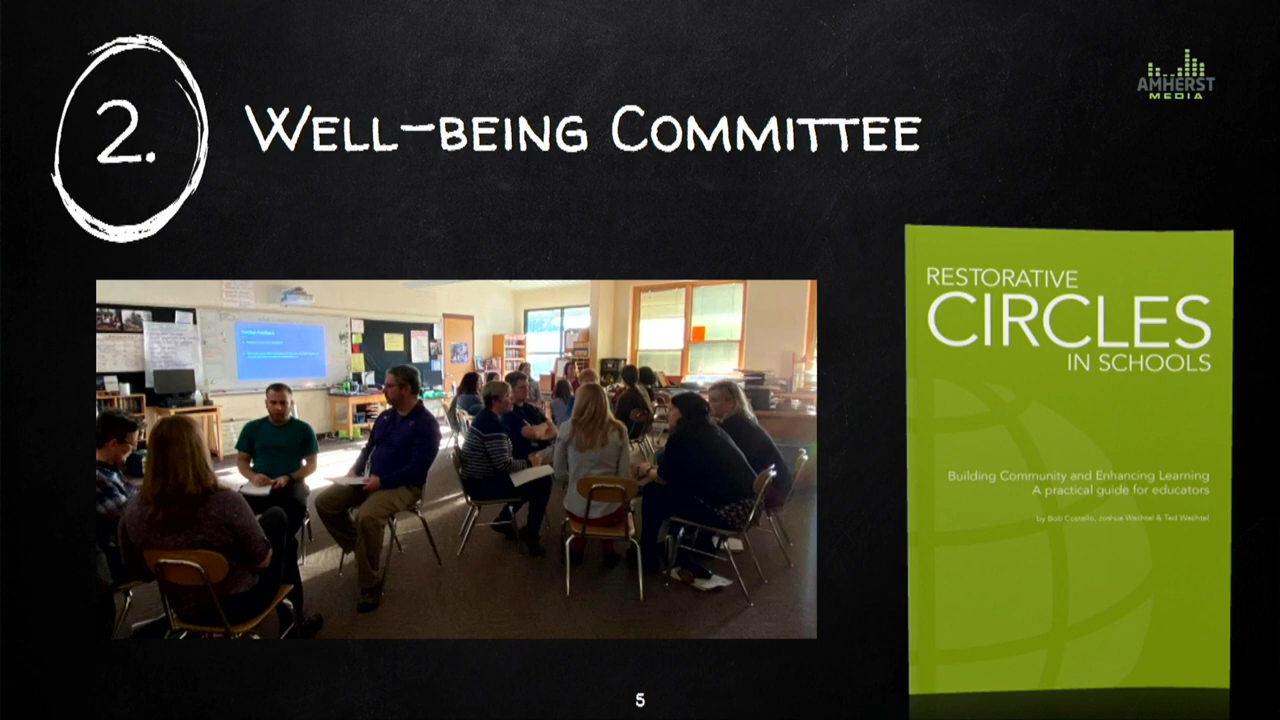 2.
WELL-BEING COMMITTEE
AMHERST
MEDIA
RESTORATIVE
CIRCLES
IN SCHOOLS
Building Community and Enhancing Learning
A practical guide for educators
by Bob Costello, Joshua Wachtel & Ted Wachtel
5